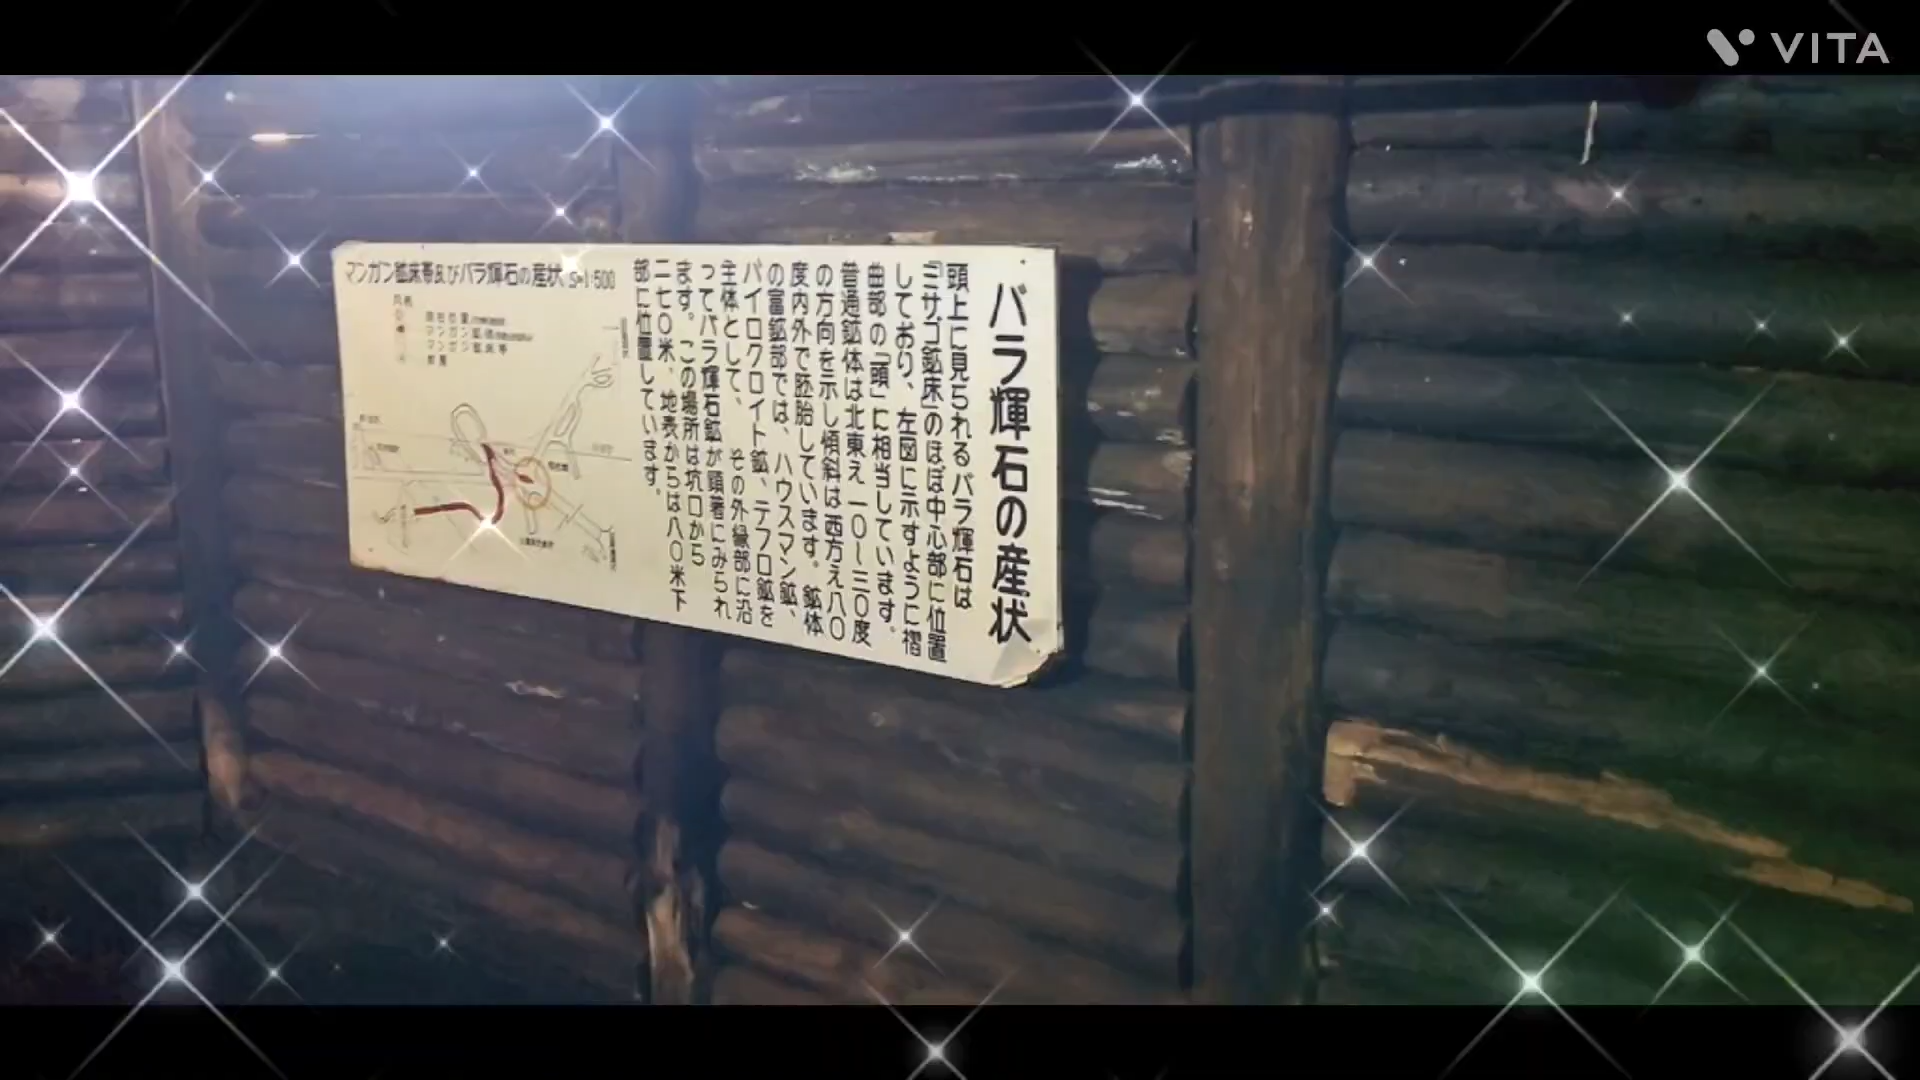 VITA
バラ輝石の産状
頭上に見られるバラ輝石は
『ミサゴ鉱床』のほぼ中心部に位置
しており、左図に示すように褶
曲部の「頭」に相当しています。
普通鉱体は北東え一〇〜三〇度
の方向を示し傾斜は西方え八〇
度内外で胚胎しています。鉱体
の富鉱部では、ハウスマン鉱、
パイロクロイト鉱、テフロ鉱を
主体として、その外縁部に沿
ってバラ輝石鉱が顕著にみられ
ます。この場所は坑口から
二七〇米、地表からは八〇米下
部に位置しています。
マンガン鉱床帯及びバラ輝石の産状 S=1:500
マンガン鉱床帯